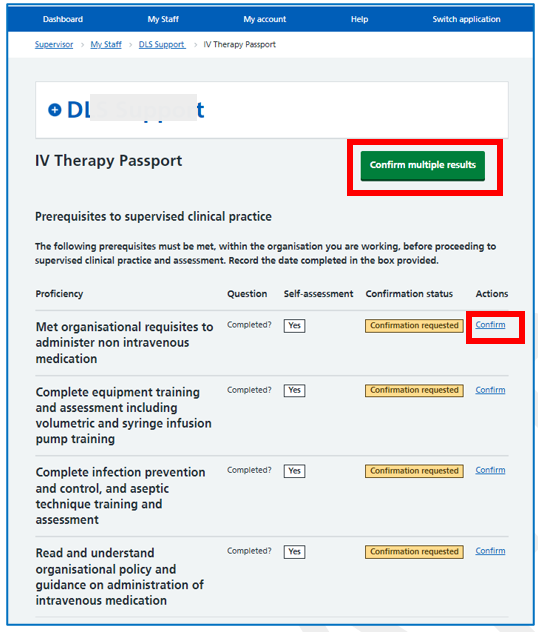 Dashboard My Staff My account Help Switch application
Supervisor > My Staff > DLS Support > IV Therapy Passport
DLS Support
IV Therapy Passport
Confirm multiple results
Prerequisites to supervised clinical practice
The following prerequisites must be met, within the organisation you are working, before proceeding to
supervised clinical practice and assessment. Record the date completed in the box provided.
Proficiency Question Self-assessment Confirmation status Actions
Met organisational requisites to Completed? Yes Confirmation requested Confirm
administer non intravenous
medication
Complete equipment training Completed? Yes Confirmation requested Confirm
and assessment including
volumetric and syringe infusion
pump training
Complete infection prevention Completed? Yes Confirmation requested Confirm
and control, and aseptic
technique training and
assessment
Read and understand Completed? Yes Confirmation requested Confirm
organisational policy and
guidance on administration of
intravenous medication